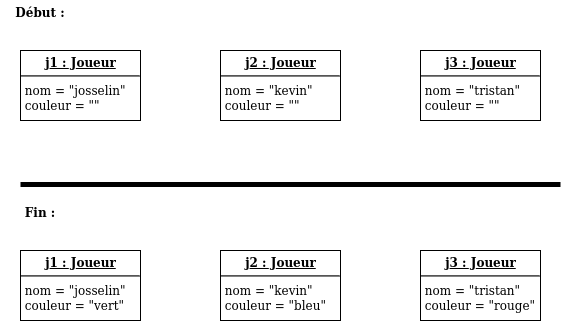 Début :
j1 : Joueur
nom = "josselin"
couleur = ""
j2 : Joueur
nom = "kevin"
couleur = ""
j3 : Joueur
nom = "tristan"
couleur = ""
Fin :
j1 : Joueur
nom = "josselin"
couleur = "vert"
j2 : Joueur
nom = "kevin"
couleur = "bleu"
j3 : Joueur
nom = "tristan"
couleur = "rouge"